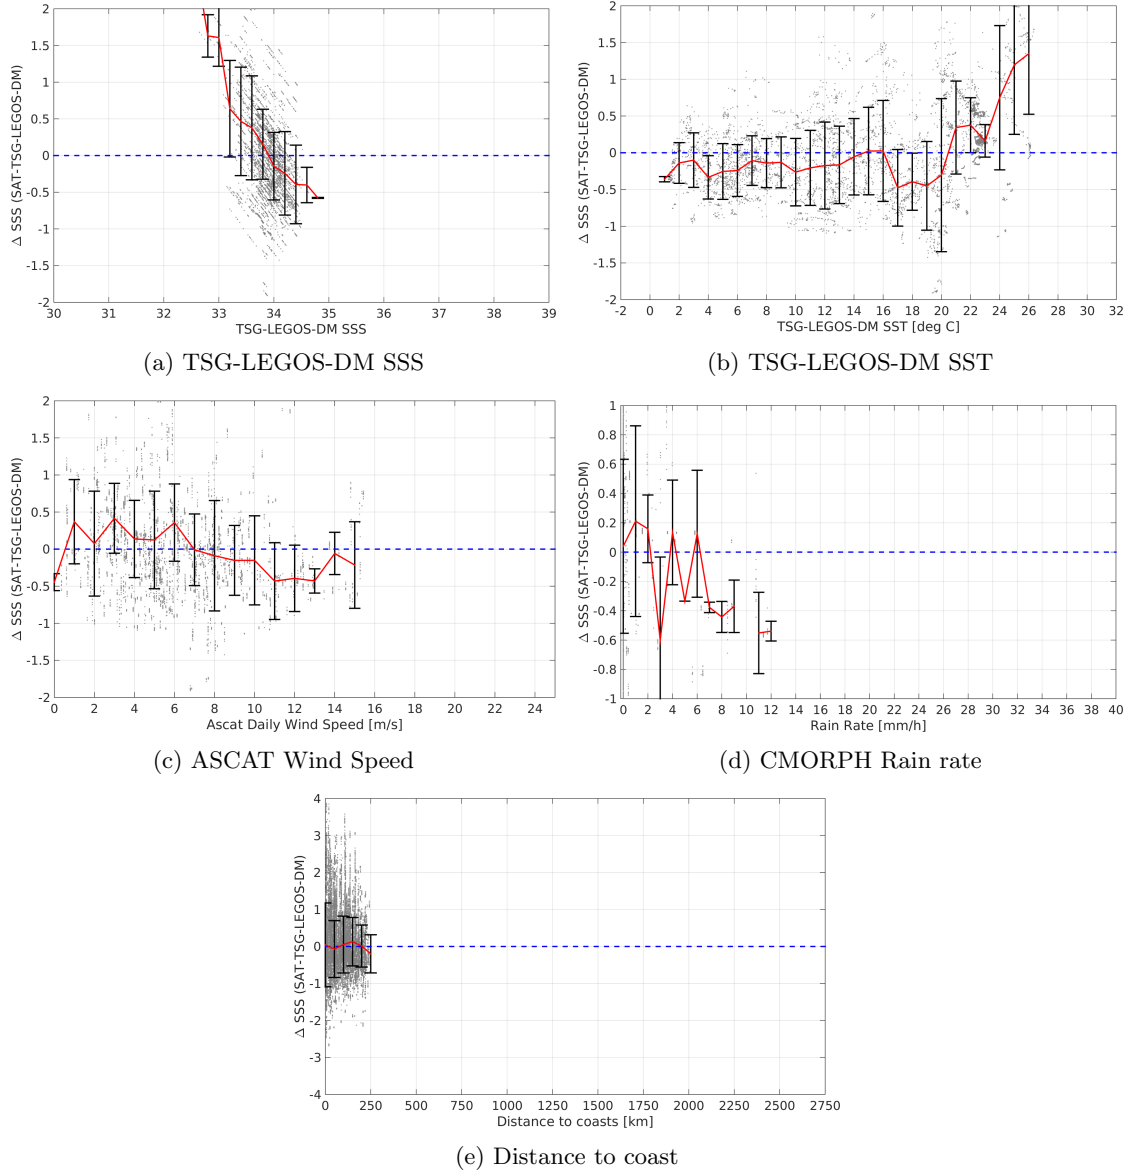 2
1.5
1
0.5
0
-0.5
-1
-1.5
-2
Δ SSS (SAT-TSG-LEGOS-DM)
30 31 32 33 34 35 36 37 38 39
TSG-LEGOS-DM SSS
(a) TSG-LEGOS-DM SSS
2
1.5
1
0.5
0
-0.5
-1
-1.5
-2
Δ SSS (SAT-TSG-LEGOS-DM)
-2 0 2 4 6 8 10 12 14 16 18 20 22 24 26 28 30 32
TSG-LEGOS-DM SST [deg C]
(b) TSG-LEGOS-DM SST
2
1.5
1
0.5
0
-0.5
-1
-1.5
-2
Δ SSS (SAT-TSG-LEGOS-DM)
0 2 4 6 8 10 12 14 16 18 20 22 24
Ascat Daily Wind Speed [m/s]
(c) ASCAT Wind Speed
1
0.8
0.6
0.4
0.2
0
-0.2
-0.4
-0.6
-0.8
-1
Δ SSS (SAT-TSG-LEGOS-DM)
0 2 4 6 8 10 12 14 16 18 20 22 24 26 28 30 32 34 36 38 40
Rain Rate [mm/h]
(d) CMORPH Rain rate
4
3
2
1
0
-1
-2
-3
-4
Δ SSS (SAT-TSG-LEGOS-DM)
0 250 500 750 1000 1250 1500 1750 2000 2250 2500 2750
Distance to coasts [km]
(e) Distance to coast